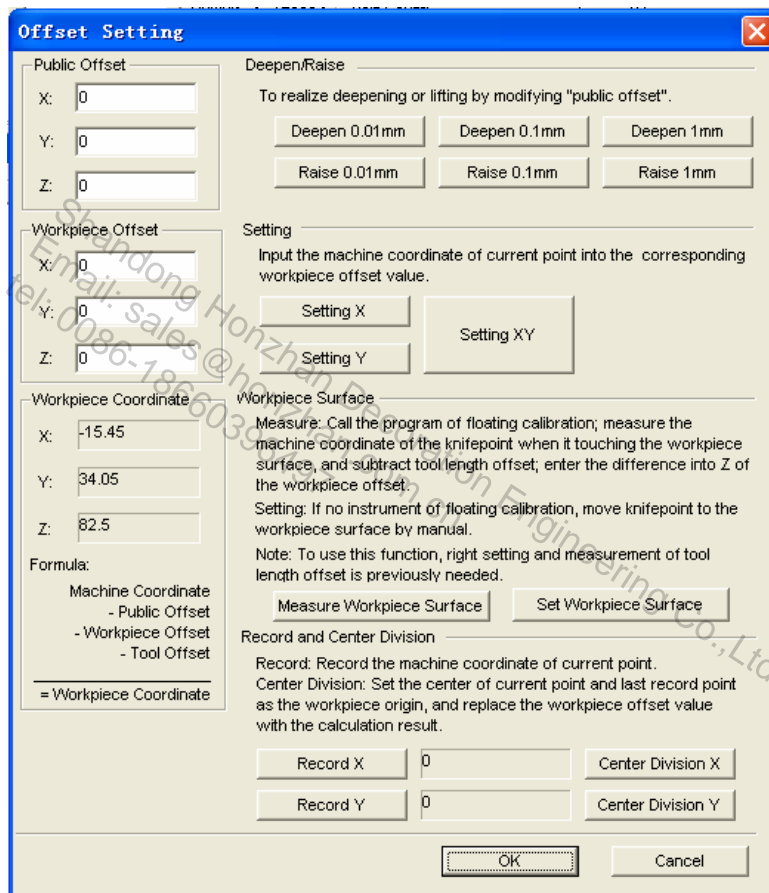 Offset Setting
Public Offset
X: 0
Y: 0
Z: 0
Deepen/Raise
To realize deepening or lifting by modifying "public offset".
Deepen 0.01mm Deepen 0.1mm Deepen 1mm
Raise 0.01mm Raise 0.1mm Raise 1mm
Workpiece Offset
X: 0
Y: 0
Z: 0
Setting
Input the machine coordinate of current point into the corresponding
workpiece offset value.
Setting X
Setting Y
Setting XY
Workpiece Coordinate
X: -15.45
Y: 34.05
Z: 82.5
Formula:
Machine Coordinate
- Public Offset
- Workpiece Offset
- Tool Offset
= Workpiece Coordinate
Workpiece Surface
Measure: Call the program of floating calibration; measure the
machine coordinate of the knifepoint when it touching the workpiece
surface, and subtract tool length offset; enter the difference into Z of
the workpiece offset.
Setting: If no instrument of floating calibration, move knifepoint to the
workpiece surface by manual.
Note: To use this function, right setting and measurement of tool
length offset is previously needed.
Measure Workpiece Surface Set Workpiece Surface
Record and Center Division
Record: Record the machine coordinate of current point.
Center Division: Set the center of current point and last record point
as the workpiece origin, and replace the workpiece offset value
with the calculation result.
Record X 0 Center Division X
Record Y 0 Center Division Y
OK Cancel
Shandong Honzhan Decoration Engineering Co.,Ltd
Email: sales@honzhan.com.cn